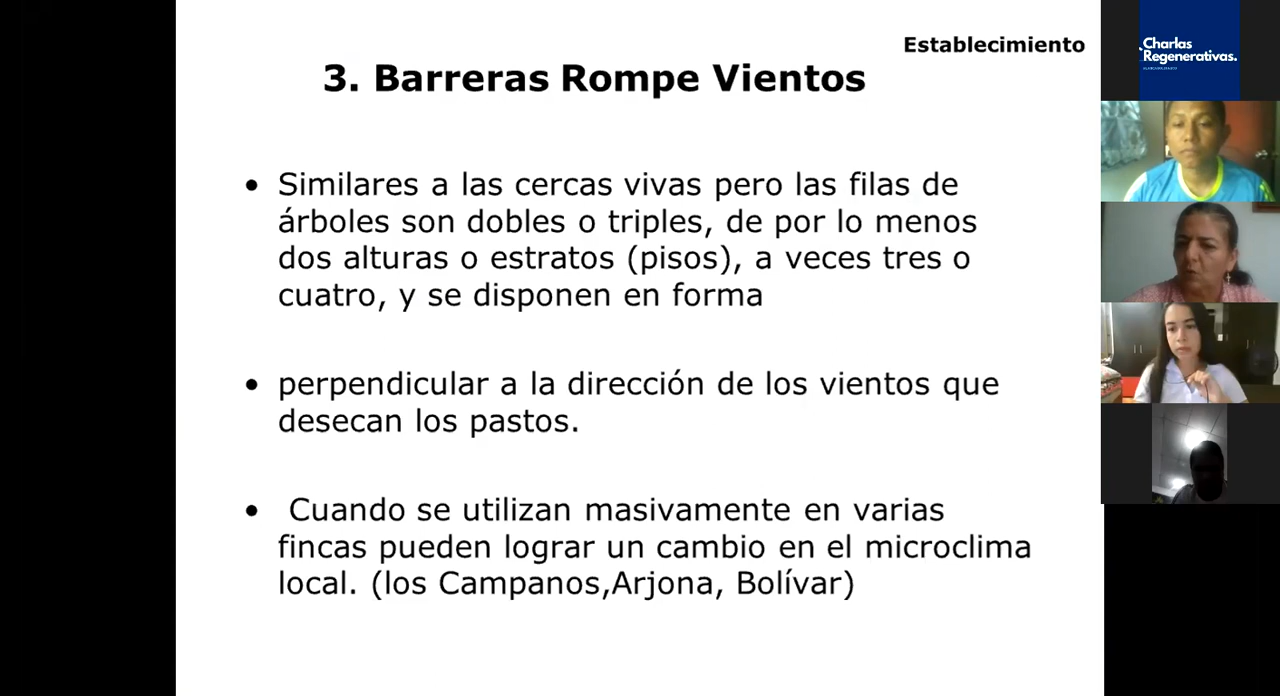 Establecimiento
3. Barreras Rompe Vientos
• Similares a las cercas vivas pero las filas de
árboles son dobles o triples, de por lo menos
dos alturas o estratos (pisos), a veces tres o
cuatro, y se disponen en forma
• perpendicular a la dirección de los vientos que
desecan los pastos.
• Cuando se utilizan masivamente en varias
fincas pueden lograr un cambio en el microclima
local. (los Campanos,Arjona, Bolívar)
Charlas
Regenerativas.